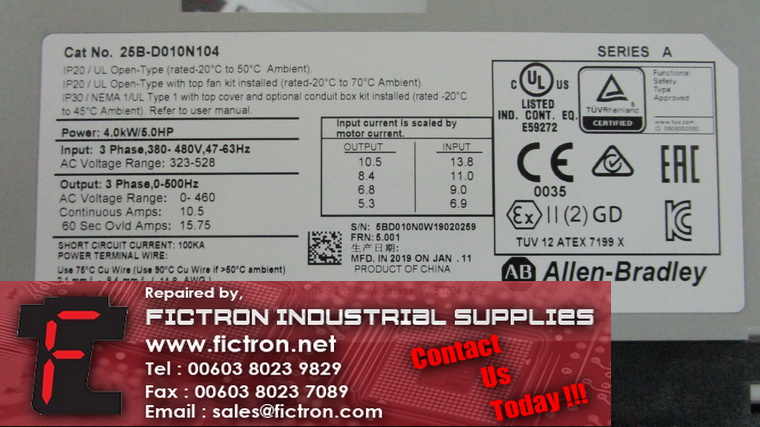 Cat No. 25B-D010N104
SERIES A
IP20 / UL Open-Type (rated-20°C to 50°C Ambient).
IP20 / UL Open-Type with top fan kit installed (rated-20°C to 70°C Ambient).
IP30 / NEMA 1/UL Type 1 with top cover and optional conduit box kit installed (rated -20°C
to 45°C Ambient). Refer to user manual.
Power: 4.0kW/5.0HP
Input: 3 Phase,380- 480V,47-63Hz
AC Voltage Range: 323-528
Output: 3 Phase,0-500Hz
AC Voltage Range: 0- 460
Continuous Amps: 10.5
60 Sec Ovld Amps: 15.75
SHORT CIRCUIT CURRENT: 100KA
POWER TERMINAL WIRE:
Use 75°C Cu Wire (Use 90°C Cu Wire if >50°C ambient)
Input current is scaled by
motor current.
OUTPUT INPUT
10.5 13.8
8.4 11.0
6.8 9.0
5.3 6.9
S/N: 5BD010N0W19020259
FRN: 5.001
生产日期:
MFD. IN 2019 ON JAN . 11
PRODUCT OF CHINA
C UL US
LISTED
IND. CONT. EQ.
E59272
TÜVRheinland
CERTIFIED
Functional
Safety
Type
Approved
www.tuv.com
CE
0035
EAC
Ex II (2) GD
TUV 12 ATEX 7199 X
AB Allen-Bradley
Repaired by,
FICTRON INDUSTRIAL SUPPLIES
www.fictron.net
Tel : 00603 8023 9829
Fax : 00603 8023 7089
Email : sales@fictron.com
Contact
Us
Today !!!